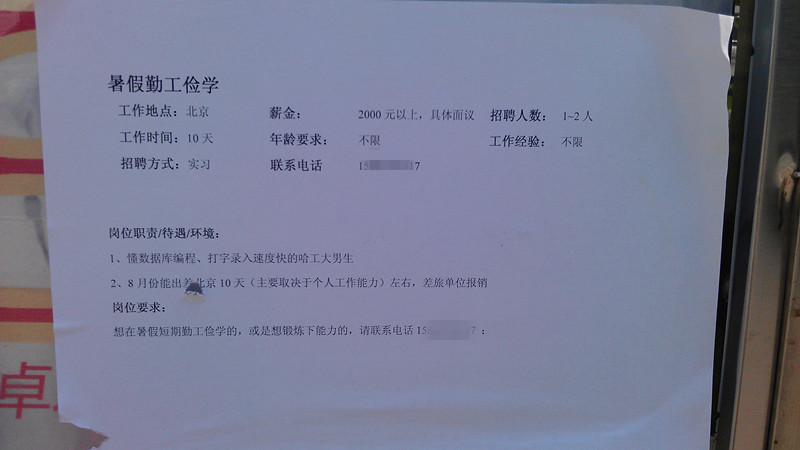 暑假勤工俭学
工作地点：北京 薪金： 2000 元以上，具体面议 招聘人数： 1~2 人
工作时间：10 天 年龄要求： 不限 工作经验： 不限
招聘方式：实习 联系电话 15 17
岗位职责/待遇/环境：
1、懂数据库编程、打字录入速度快的哈工大男生
2、8 月份能出差北京 10 天（主要取决于个人工作能力）左右，差旅单位报销
岗位要求：
想在暑假短期勤工俭学的，或是想锻炼下能力的，请联系电话 158 7；
卓